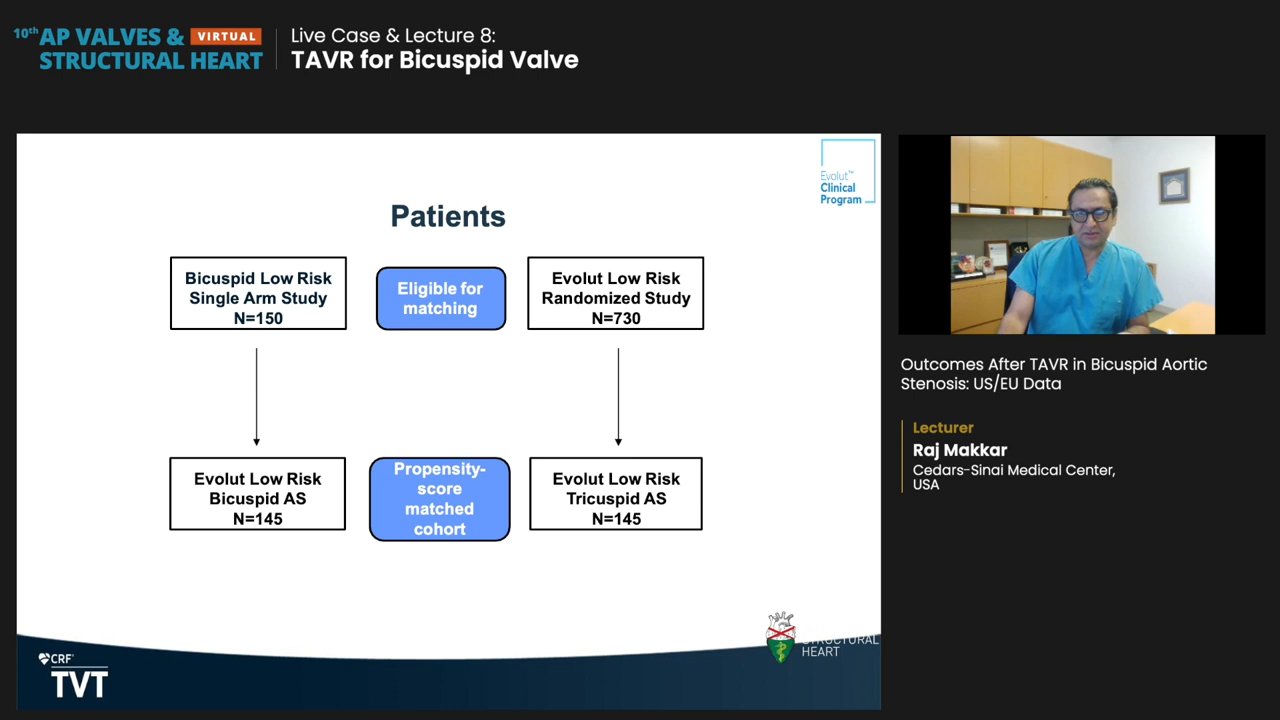 10th AP VALVES & VIRTUAL
STRUCTURAL HEART
Live Case & Lecture 8:
TAVR for Bicuspid Valve
Evolut™
Clinical
Program
Patients
Bicuspid Low Risk
Single Arm Study
N=150
Eligible for
matching
Evolut Low Risk
Randomized Study
N=730
Evolut Low Risk
Bicuspid AS
N=145
Propensity-
score
matched
cohort
Evolut Low Risk
Tricuspid AS
N=145
CRF
TVT
STRUCTURAL
HEART
Outcomes After TAVR in Bicuspid Aortic
Stenosis: US/EU Data
Lecturer
Raj Makkar
Cedars-Sinai Medical Center,
USA